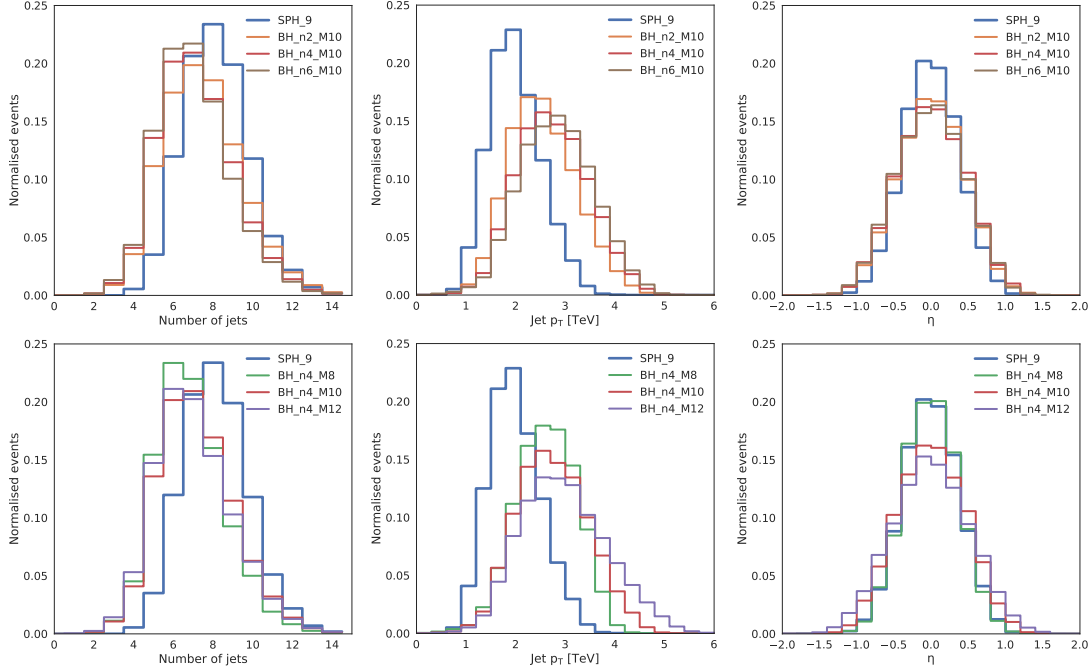 Normalised events
0.25
0.20
0.15
0.10
0.05
0.00
SPH_9
BH_n2_M10
BH_n4_M10
BH_n6_M10
0 2 4 6 8 10 12 14
Number of jets
Normalised events
0.25
0.20
0.15
0.10
0.05
0.00
SPH_9
BH_n2_M10
BH_n4_M10
BH_n6_M10
0 1 2 3 4 5 6
Jet pT [TeV]
Normalised events
0.25
0.20
0.15
0.10
0.05
0.00
SPH_9
BH_n2_M10
BH_n4_M10
BH_n6_M10
−2.0 −1.5 −1.0 −0.5 0.0 0.5 1.0 1.5 2.0
η
Normalised events
0.25
0.20
0.15
0.10
0.05
0.00
SPH_9
BH_n4_M8
BH_n4_M10
BH_n4_M12
0 2 4 6 8 10 12 14
Number of jets
Normalised events
0.25
0.20
0.15
0.10
0.05
0.00
SPH_9
BH_n4_M8
BH_n4_M10
BH_n4_M12
0 1 2 3 4 5 6
Jet pT [TeV]
Normalised events
0.25
0.20
0.15
0.10
0.05
0.00
SPH_9
BH_n4_M8
BH_n4_M10
BH_n4_M12
−2.0 −1.5 −1.0 −0.5 0.0 0.5 1.0 1.5 2.0
η